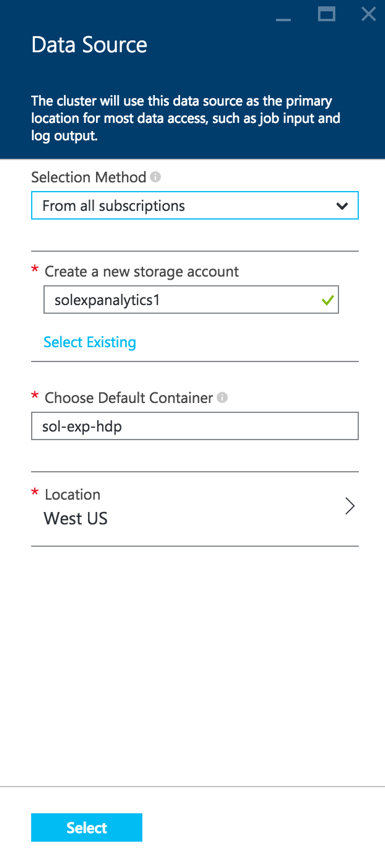 Data Source
The cluster will use this data source as the primary
location for most data access, such as job input and
log output.
Selection Method
From all subscriptions
* Create a new storage account
solexpanalytics1
Select Existing
* Choose Default Container
sol-exp-hdp
* Location
West US
Select